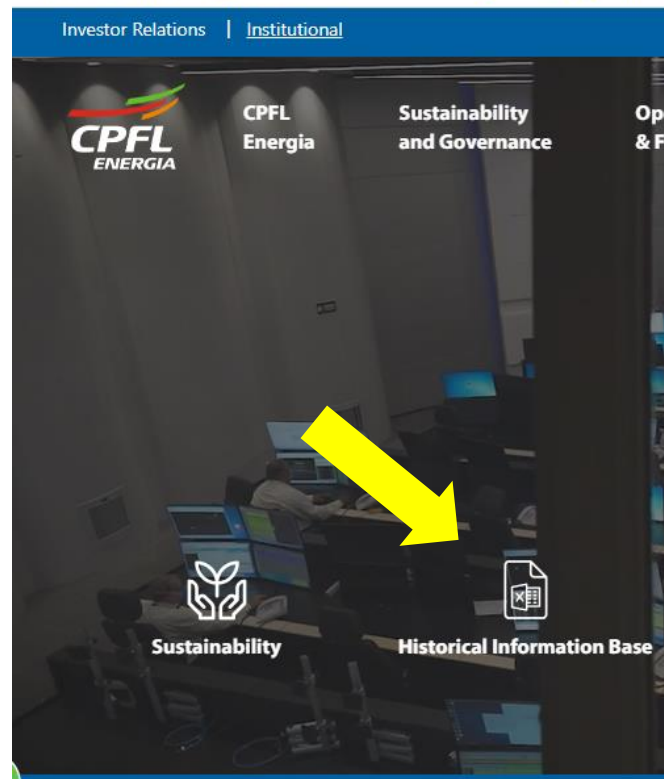 Investor Relations | Institutional
CPFL
ENERGIA
CPFL
Energia
Sustainability
and Governance
Sustainability
Historical Information Base